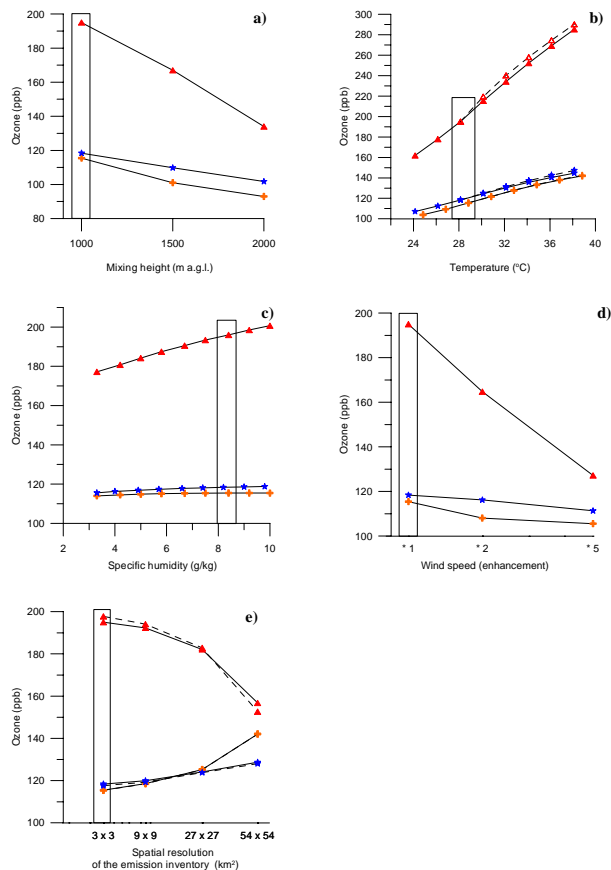 a)
200
180
160
140
120
100
80
Ozone (ppb)
1000
1500
2000
Mixing height (m a.g.l.)
b)
300
280
260
240
220
200
180
160
140
120
100
Ozone (ppb)
24
28
32
36
40
Temperature (°C)
c)
200
180
160
140
120
100
Ozone (ppb)
2
4
6
8
10
Specific humidity (g/kg)
d)
200
180
160
140
120
100
Ozone (ppb)
* 1
* 2
* 5
Wind speed (enhancement)
e)
200
180
160
140
120
100
Ozone (ppb)
3 x 3
9 x 9
27 x 27
54 x 54
Spatial resolution
of the emission inventory (km²)